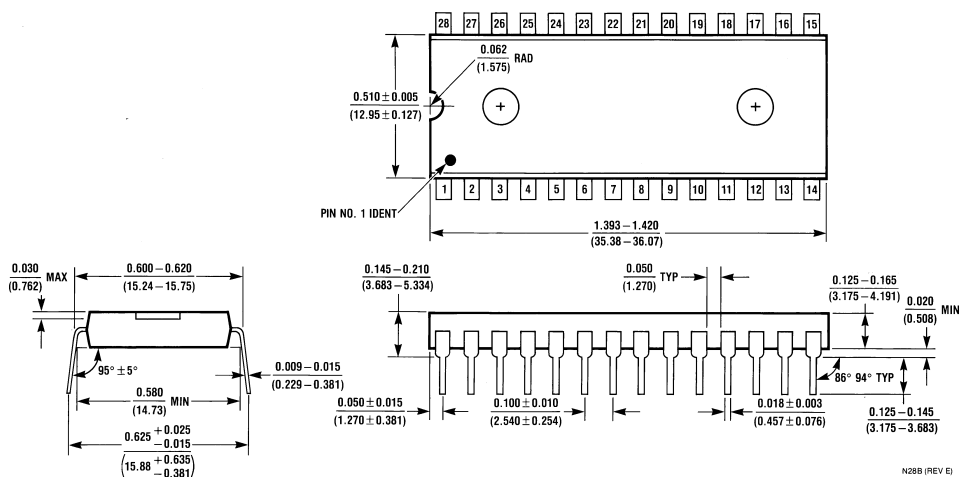 28 27 26 25 24 23 22 21 20 19 18 17 16 15
0.062
(1.575)
RAD
0.510 ± 0.005
(12.95 ± 0.127)
PIN NO. 1 IDENT
1 2 3 4 5 6 7 8 9 10 11 12 13 14
1.393 – 1.420
(35.38 – 36.07)
0.030
(0.762)
MAX
0.600 – 0.620
(15.24 – 15.75)
95° ± 5°
0.580
(14.73)
MIN
0.009 – 0.015
(0.229 – 0.381)
0.625 + 0.025
– 0.015
(15.88 + 0.635
– 0.381)
0.145 – 0.210
(3.683 – 5.334)
0.050
(1.270)
TYP
0.125 – 0.165
(3.175 – 4.191)
0.020
(0.508)
MIN
86° 94° TYP
0.050 ± 0.015
(1.270 ± 0.381)
0.100 ± 0.010
(2.540 ± 0.254)
0.018 ± 0.003
(0.457 ± 0.076)
0.125 – 0.145
(3.175 – 3.683)
N28B (REV E)